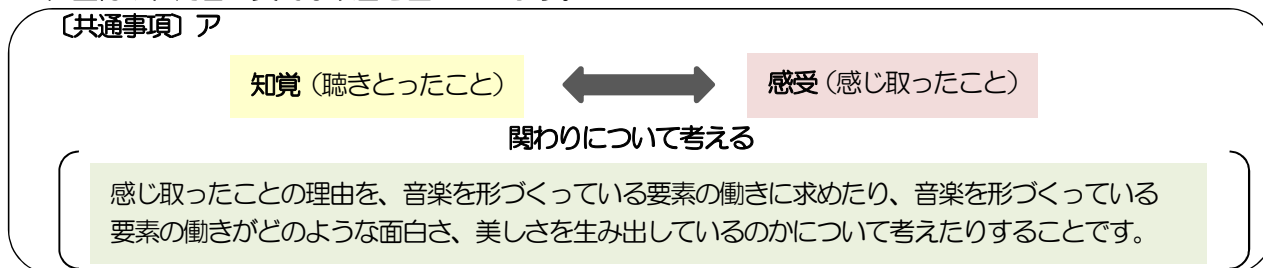 〔共通事項〕ア
知覚（聴きとったこと）
感受（感じ取ったこと）
関わりについて考える
感じ取ったことの理由を、音楽を形づくっている要素の働きに求めたり、音楽を形づくっている
要素の働きがどのような面白さ、美しさを生み出しているのかについて考えたりすることです。